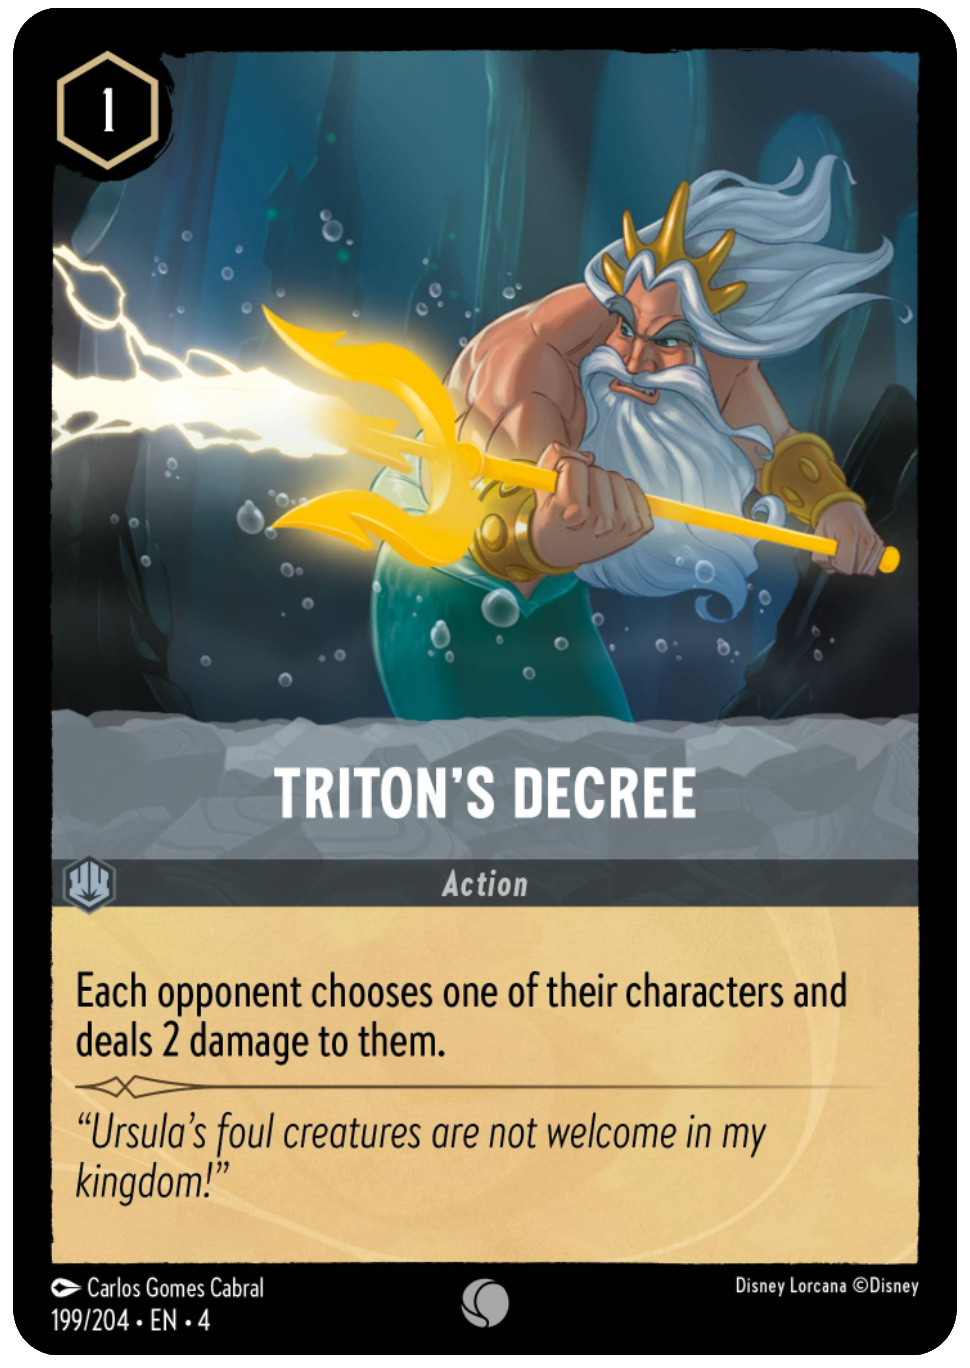 1
TRITON’S DECREE
Action
Each opponent chooses one of their characters and
deals 2 damage to them.
“Ursula’s foul creatures are not welcome in my
kingdom!”
Carlos Gomes Cabral
Disney Lorcana ©Disney
199/204 • EN • 4